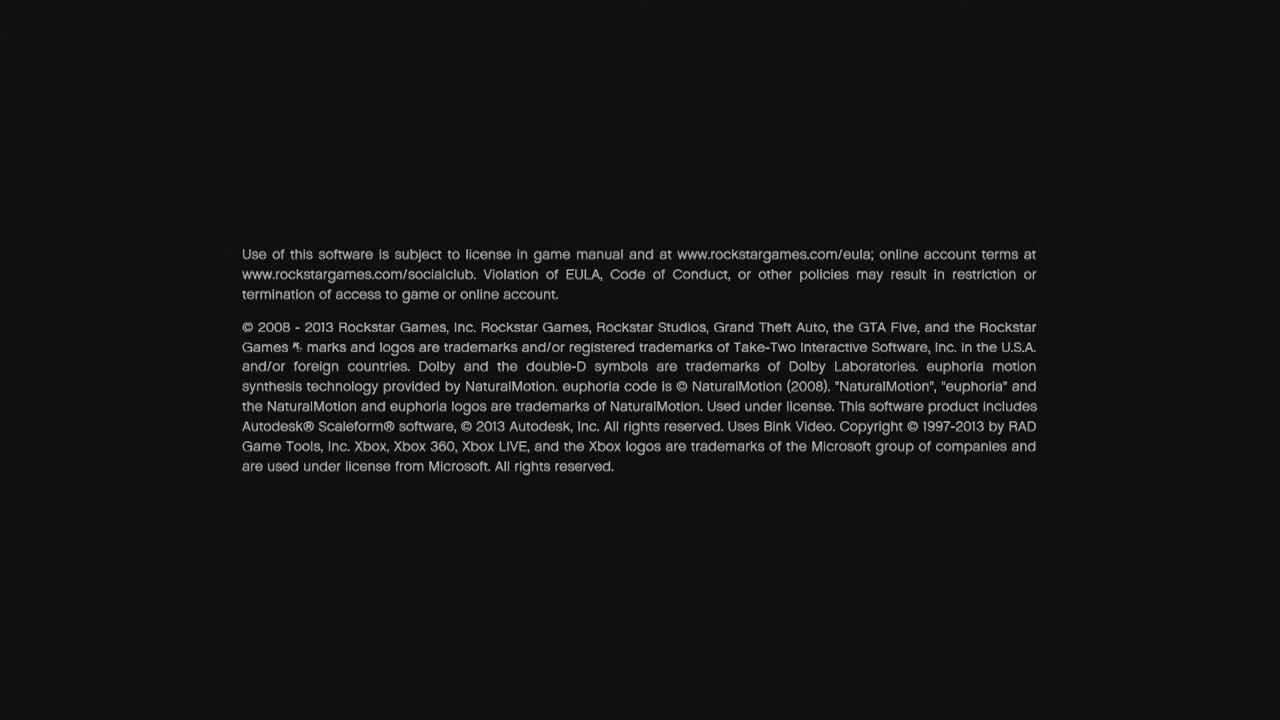 Use of this software is subject to license in game manual and at www.rockstargames.com/eula; online account terms at
www.rockstargames.com/socialclub. Violation of EULA, Code of Conduct, or other policies may result in restriction or
termination of access to game or online account.
© 2008 - 2013 Rockstar Games, Inc. Rockstar Games, Rockstar Studios, Grand Theft Auto, the GTA Five, and the Rockstar
Games R* marks and logos are trademarks and/or registered trademarks of Take-Two Interactive Software, Inc. in the U.S.A.
and/or foreign countries. Dolby and the double-D symbols are trademarks of Dolby Laboratories. euphoria motion
synthesis technology provided by NaturalMotion. euphoria code is © NaturalMotion (2008). "NaturalMotion", "euphoria" and
the NaturalMotion and euphoria logos are trademarks of NaturalMotion. Used under license. This software product includes
Autodesk® Scaleform® software, © 2013 Autodesk, Inc. All rights reserved. Uses Bink Video. Copyright © 1997-2013 by RAD
Game Tools, Inc. Xbox, Xbox 360, Xbox LIVE, and the Xbox logos are trademarks of the Microsoft group of companies and
are used under license from Microsoft. All rights reserved.